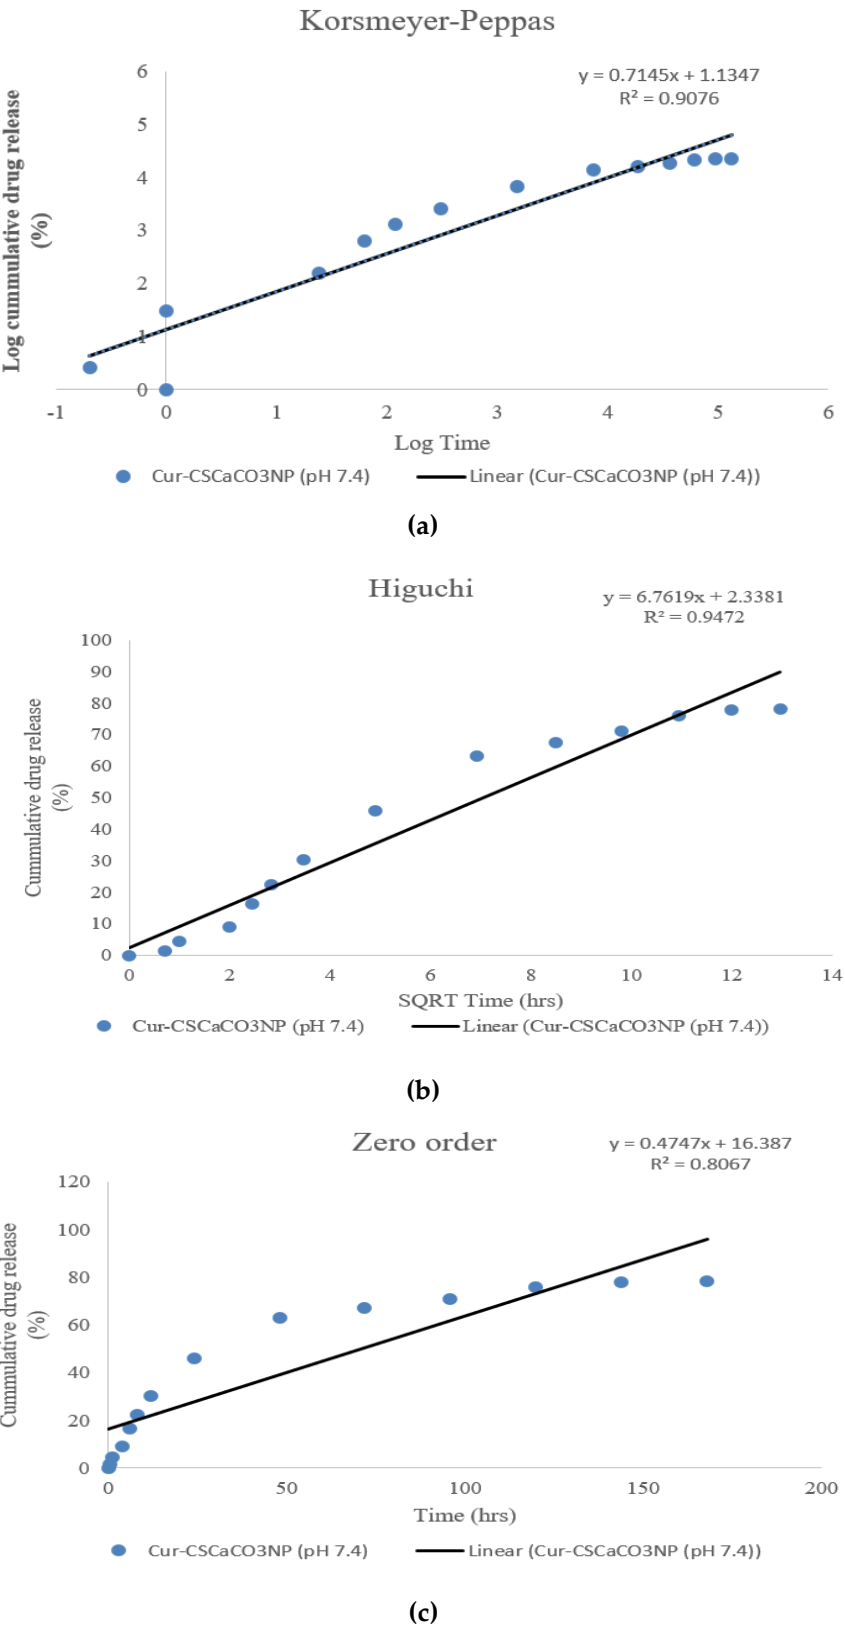 Korsmeyer-Peppas
y = 0.7145x + 1.1347
R² = 0.9076
Log cummulative drug release
(%)
6
5
4
3
2
1
0
-1 0 1 2 3 4 5 6
Log Time
Cur-CSCaCO3NP (pH 7.4) Linear (Cur-CSCaCO3NP (pH 7.4))
(a)
Higuchi
y = 6.7619x + 2.3381
R² = 0.9472
Cummulative drug release
(%)
100
90
80
70
60
50
40
30
20
10
0
0 2 4 6 8 10 12 14
SQRT Time (hrs)
Cur-CSCaCO3NP (pH 7.4) Linear (Cur-CSCaCO3NP (pH 7.4))
(b)
Zero order
y = 0.4747x + 16.387
R² = 0.8067
Cummulative drug release
(%)
120
100
80
60
40
20
0
0 50 100 150 200
Time (hrs)
Cur-CSCaCO3NP (pH 7.4) Linear (Cur-CSCaCO3NP (pH 7.4))
(c)